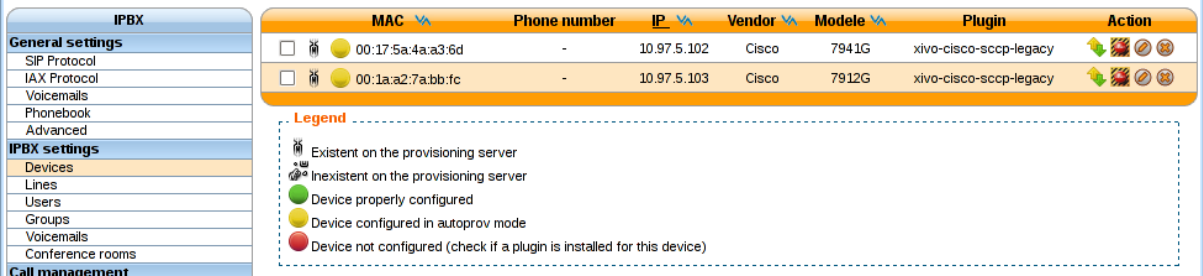 IPBX
General settings
SIP Protocol
IAX Protocol
Voicemails
Phonebook
Advanced
IPBX settings
Devices
Lines
Users
Groups
Voicemails
Conference rooms
Call management
MAC Phone number IP Vendor Modele Plugin Action
00:17:5a:4a:a3:6d - 10.97.5.102 Cisco 7941G xivo-cisco-sccp-legacy
00:1a:a2:7a:bb:fc - 10.97.5.103 Cisco 7912G xivo-cisco-sccp-legacy
Legend
Existent on the provisioning server
Inexistent on the provisioning server
Device properly configured
Device configured in autoprov mode
Device not configured (check if a plugin is installed for this device)